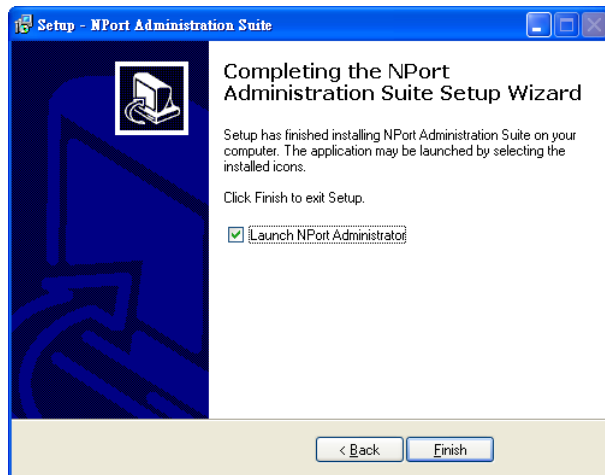 Setup - NPort Administration Suite
Completing the NPort
Administration Suite Setup Wizard
Setup has finished installing NPort Administration Suite on your
computer. The application may be launched by selecting the
installed icons.
Click Finish to exit Setup.
Launch NPort Administrator
< Back
Finish